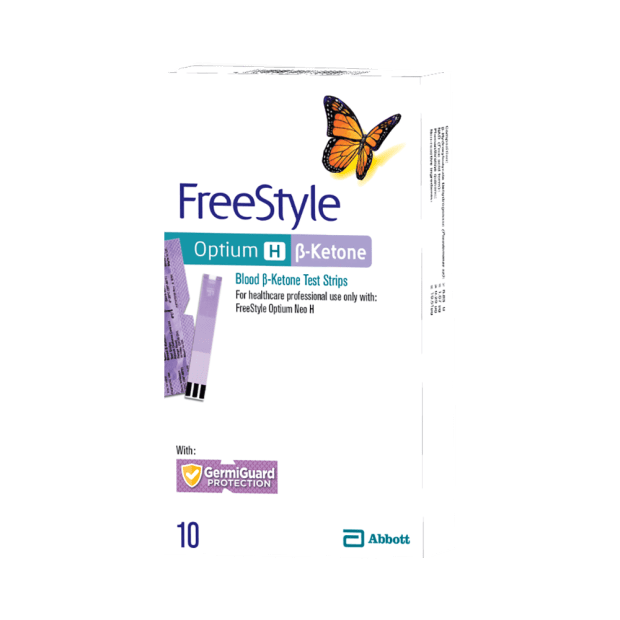 FreeStyle
Optium H β-Ketone
Blood β-Ketone Test Strips
For healthcare professional use only with:
FreeStyle Optium Neo H
With:
GermiGuard
PROTECTION
10
Abbott